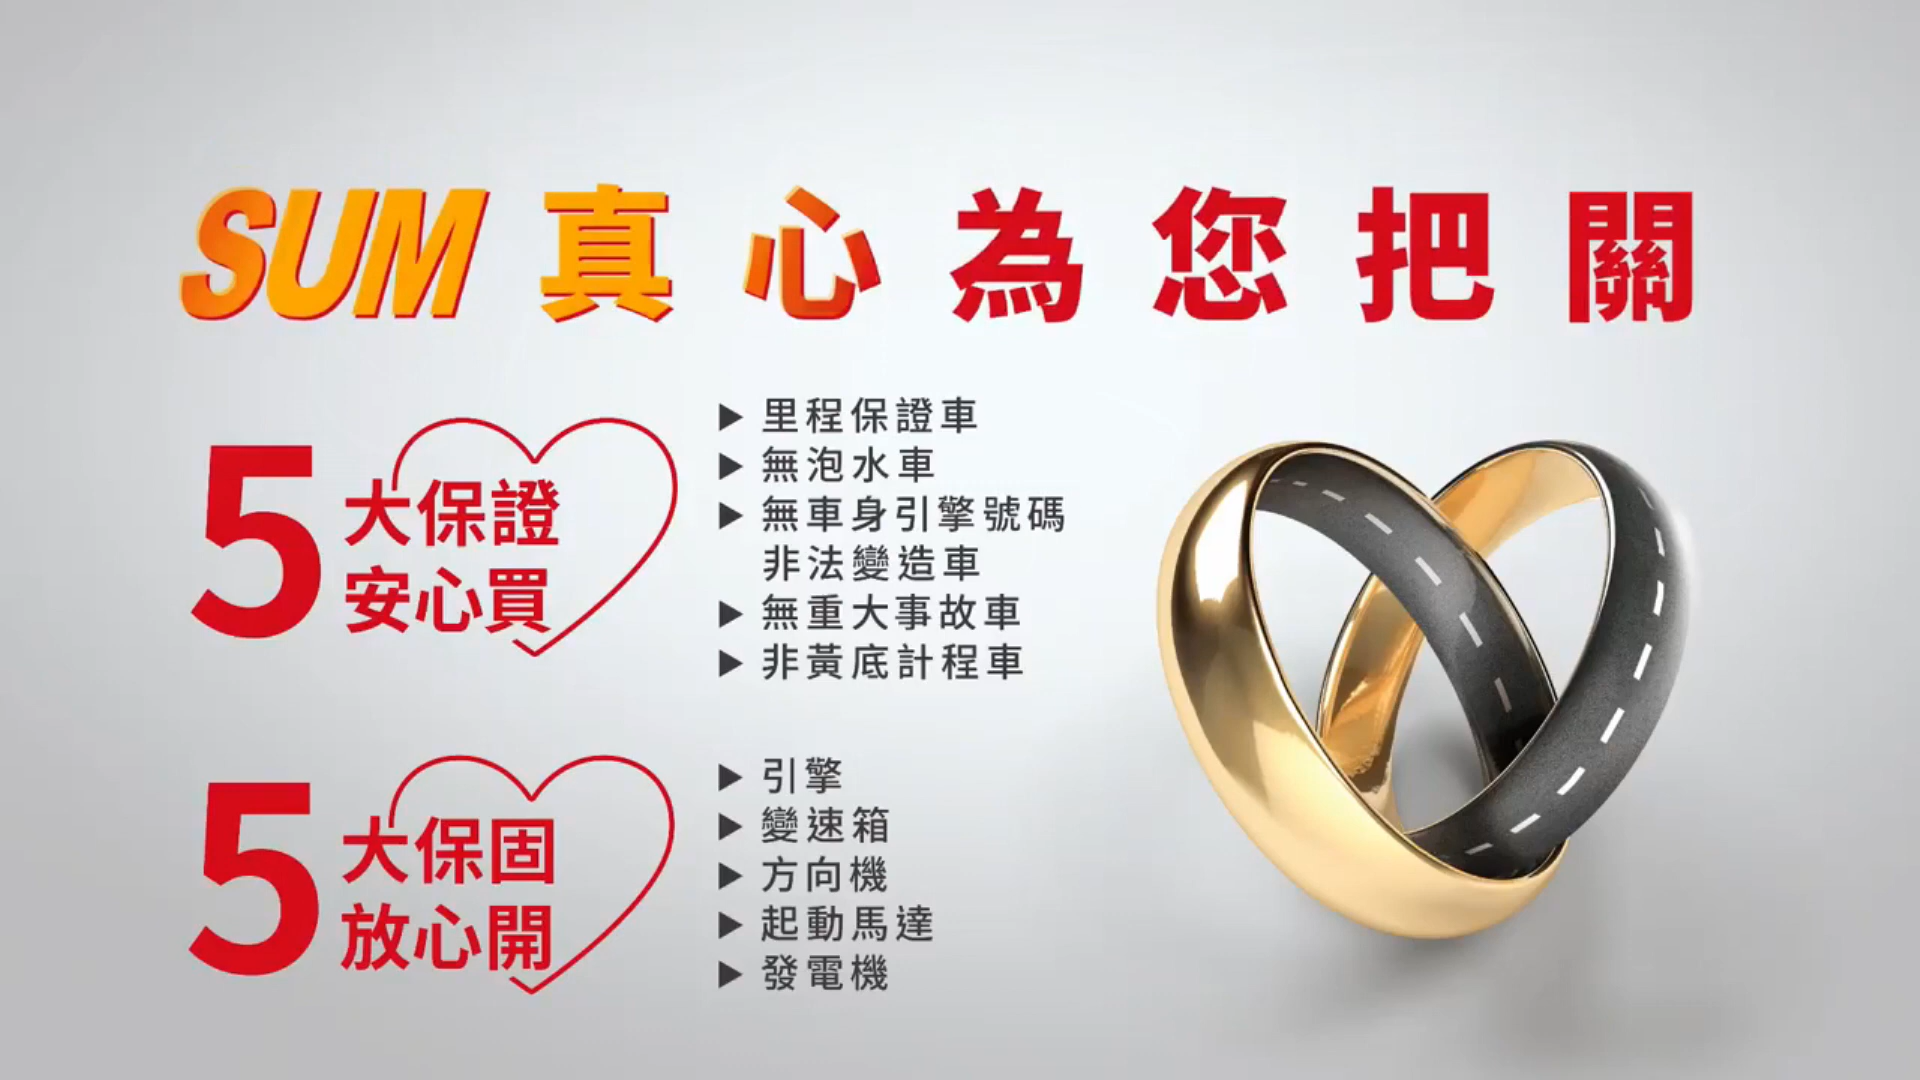 SUM 真心為您把關
5大保證
安心買
▶ 里程保證車
▶ 無泡水車
▶ 無車身引擎號碼
非法變造車
▶ 無重大事故車
▶ 非黃底計程車
5大保固
放心開
▶ 引擎
▶ 變速箱
▶ 方向機
▶ 起動馬達
▶ 發電機